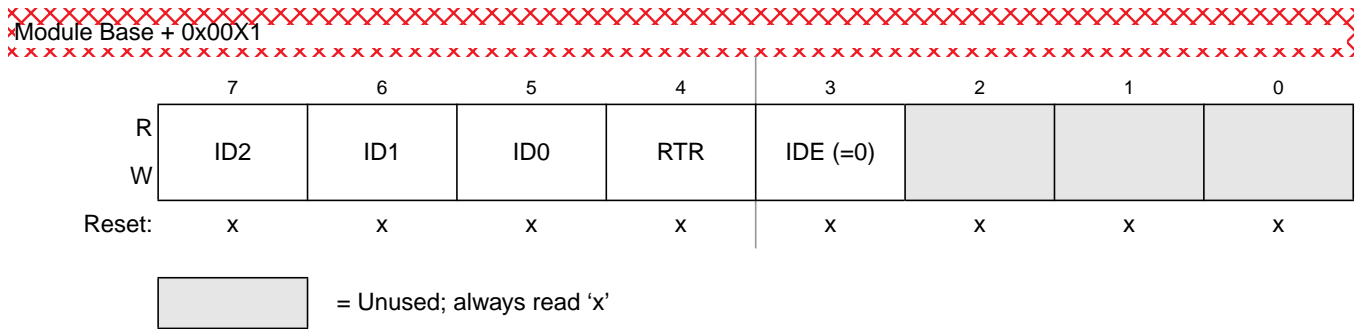 Module Base + 0x00X1
7 6 5 4 3 2 1 0
R
W
ID2 ID1 ID0 RTR IDE (=0)
Reset: x x x x x x x x
= Unused; always read ‘x’